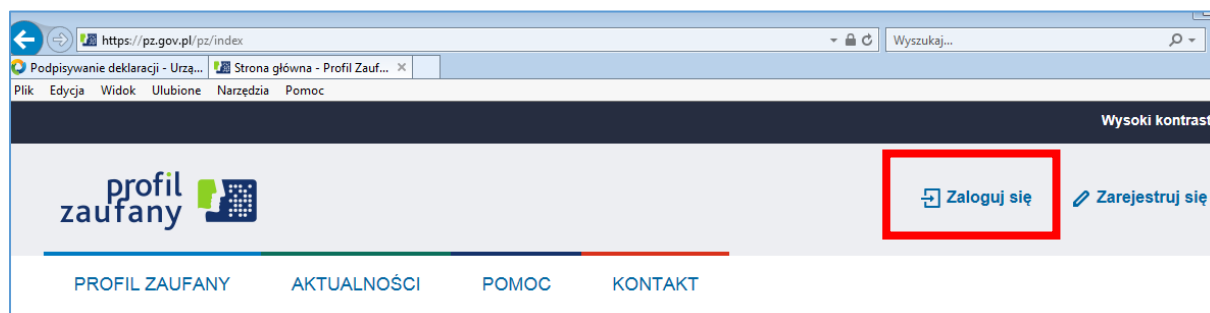 https://pz.gov.pl/pz/index
Wyszukaj...
Podpisywanie deklaracji - Urzą...
Strona główna - Profil Zauf...
Plik Edycja Widok Ulubione Narzędzia Pomoc
Wysoki kontrast
profil
zaufany
Zaloguj się
Zarejestruj się
PROFIL ZAUFANY AKTUALNOŚCI POMOC KONTAKT